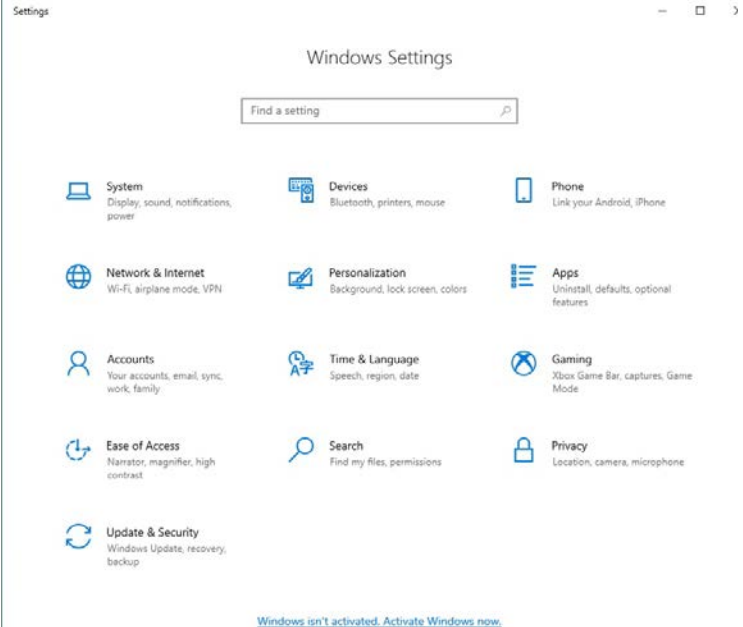 Settings
Windows Settings
Find a setting
System
Display, sound, notifications,
power
Devices
Bluetooth, printers, mouse
Phone
Link your Android, iPhone
Network & Internet
Wi-Fi, airplane mode, VPN
Personalization
Background, lock screen, colors
Apps
Uninstall, defaults, optional
features
Accounts
Your accounts, email, sync,
work, family
Time & Language
Speech, region, date
Gaming
Xbox Game Bar, captures, Game
Mode
Ease of Access
Narrator, magnifier, high
contrast
Search
Find my files, permissions
Privacy
Location, camera, microphone
Update & Security
Windows Update, recovery,
backup
Windows isn't activated. Activate Windows now.